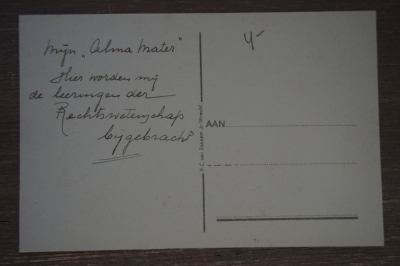 Mijn „Alma Mater"
Hier worden mij
de leeringen der
Rechtswetenschap
bijgebracht
4-
AAN